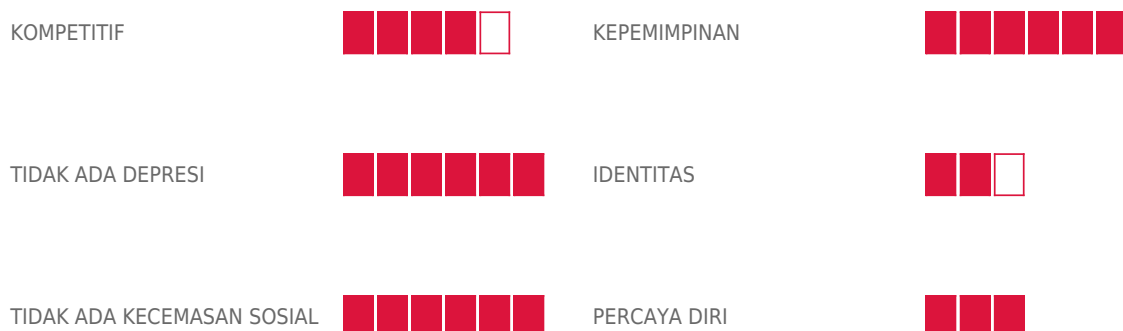 KOMPETITIF
KEPEMIMPINAN
TIDAK ADA DEPRESI
IDENTITAS
TIDAK ADA KECEMASAN SOSIAL
PERCAYA DIRI